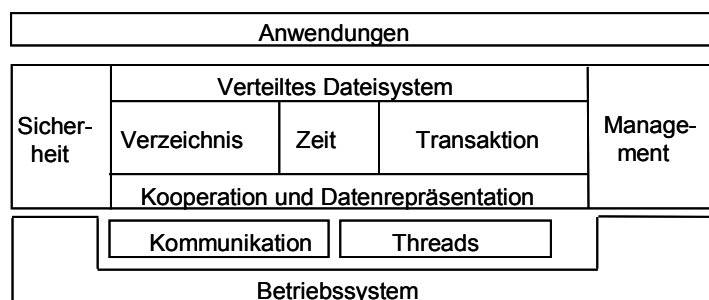 Anwendungen
Verteiltes Dateisystem
Sicher-
heit
Verzeichnis
Zeit
Transaktion
Manage-
ment
Kooperation und Datenrepräsentation
Kommunikation
Threads
Betriebssystem